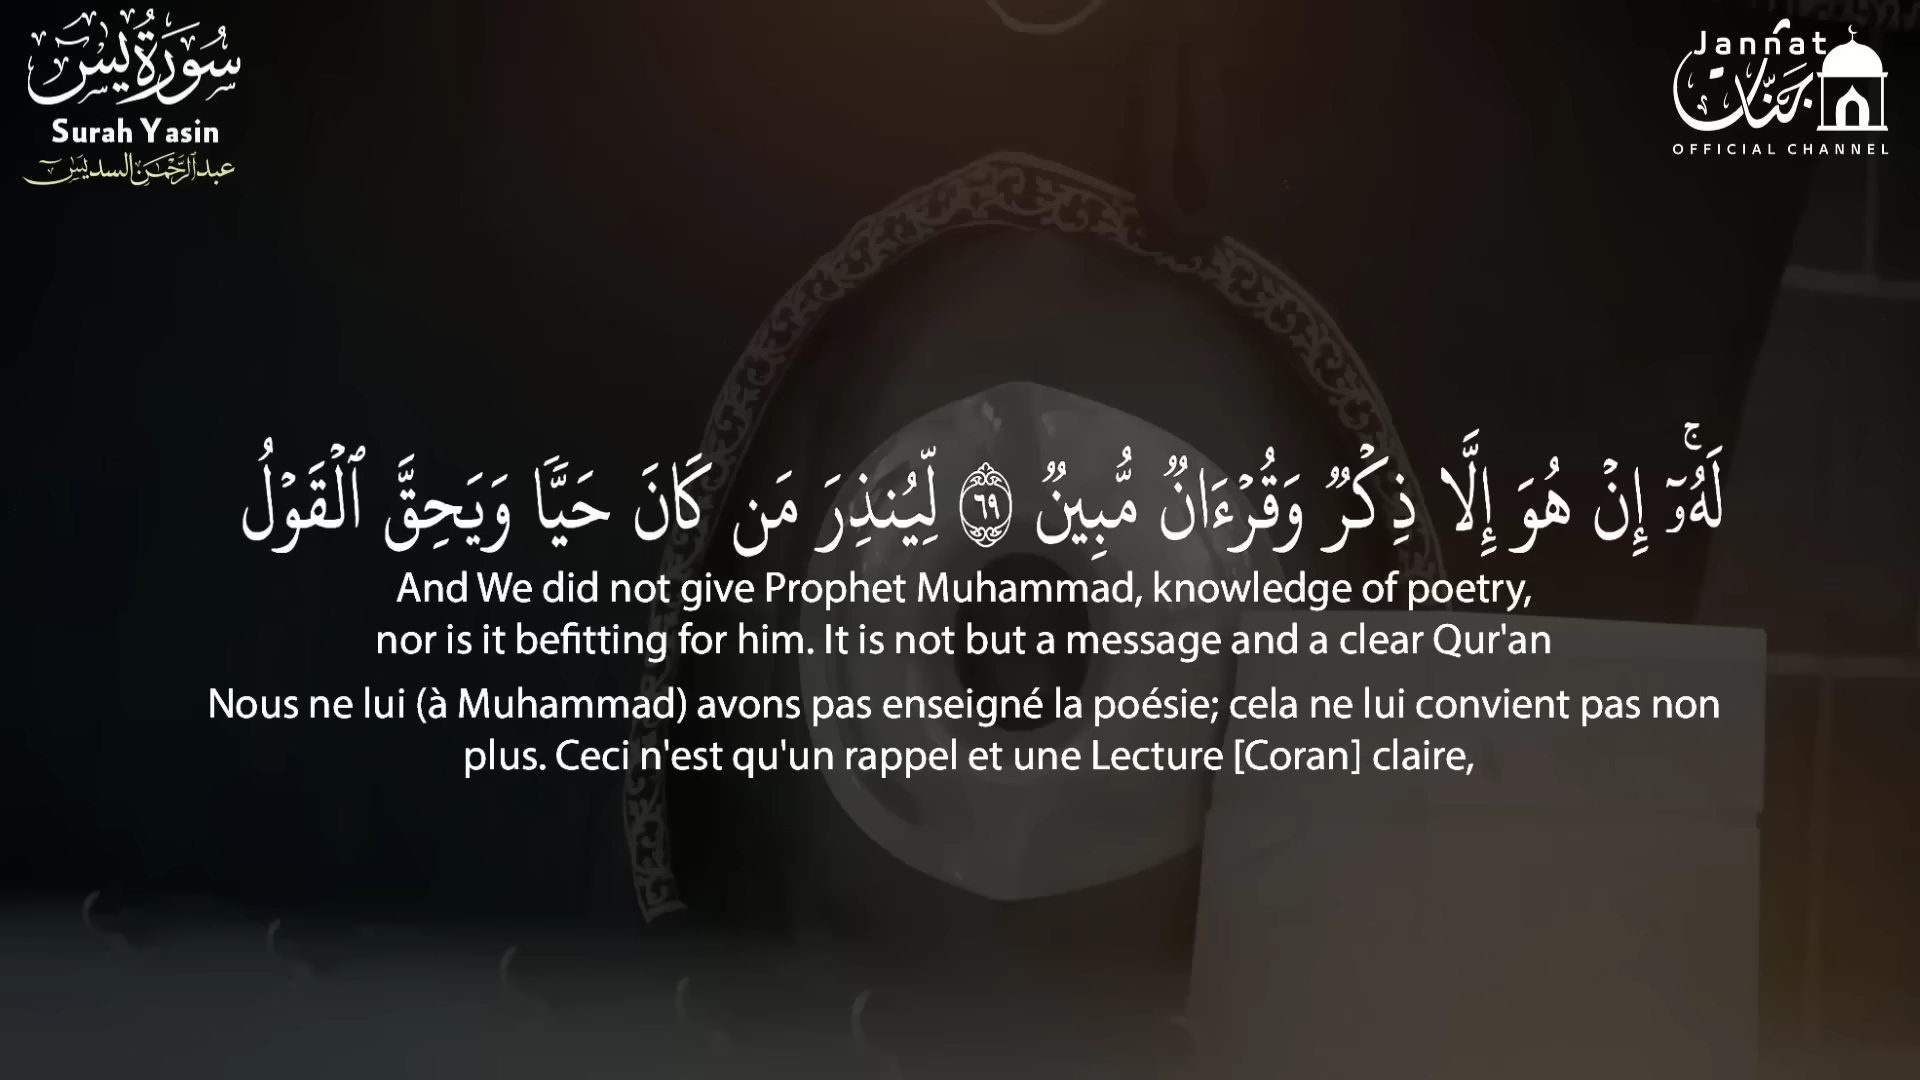 سُورَةُ يسٓ
Surah Yasin
عبد الرَّحْمَٰن السديس
Jannat
جَنَّات
OFFICIAL CHANNEL
لَهُۥٓۚ إِنۡ هُوَ إِلَّا ذِكۡرٞ وَقُرۡءَانٞ مُّبِينٞ ٦٩ لِّيُنذِرَ مَن كَانَ حَيّٗا وَيَحِقَّ ٱلۡقَوۡلُ
And We did not give Prophet Muhammad, knowledge of poetry,
nor is it befitting for him. It is not but a message and a clear Qur'an
Nous ne lui (à Muhammad) avons pas enseigné la poésie; cela ne lui convient pas non
plus. Ceci n'est qu'un rappel et une Lecture [Coran] claire,